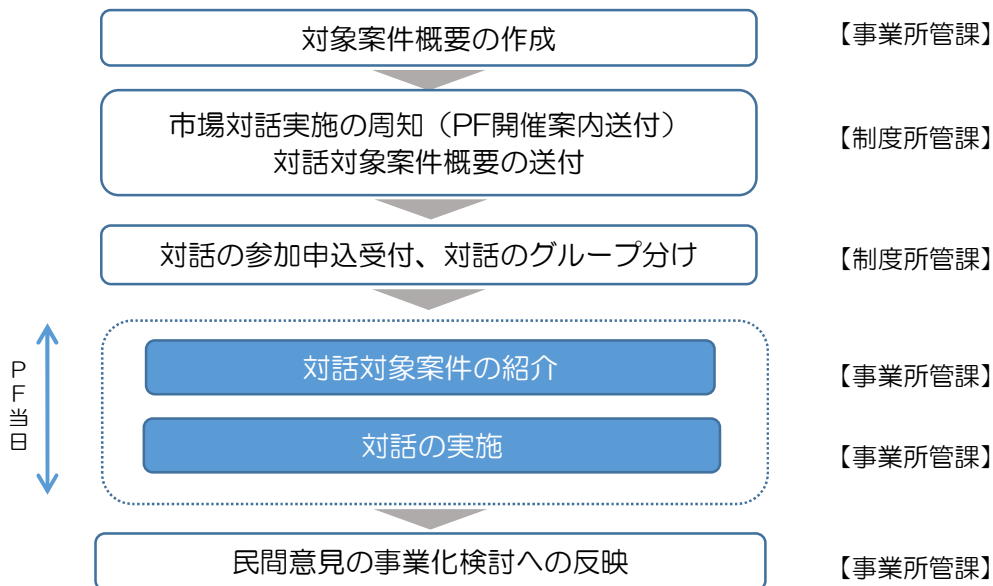 対象案件概要の作成
【事業所管課】
市場対話実施の周知（PF開催案内送付）
対話対象案件概要の送付
【制度所管課】
対話の参加申込受付、対話のグループ分け
【制度所管課】
PF当日
対話対象案件の紹介
【事業所管課】
対話の実施
【事業所管課】
民間意見の事業化検討への反映
【事業所管課】